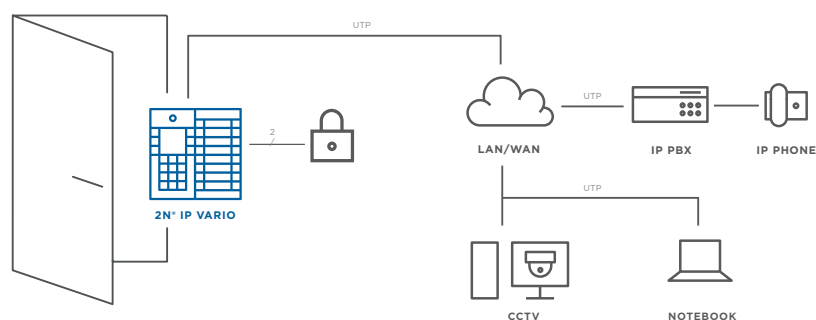 UTP
2
UTP
LAN/WAN
IP PBX
IP PHONE
UTP
2N® IP VARIO
CCTV
NOTEBOOK